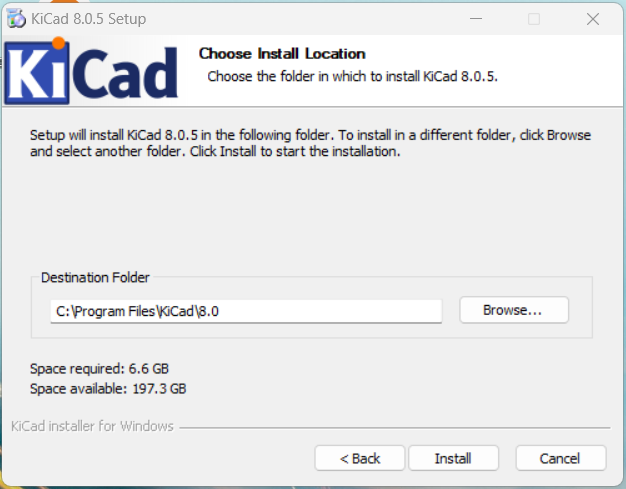 KiCad 8.0.5 Setup
KiCad
Choose Install Location
Choose the folder in which to install KiCad 8.0.5.
Setup will install KiCad 8.0.5 in the following folder. To install in a different folder, click Browse
and select another folder. Click Install to start the installation.
Destination Folder
C:\Program Files\KiCad\8.0
Browse...
Space required: 6.6 GB
Space available: 197.3 GB
KiCad installer for Windows
< Back
Install
Cancel